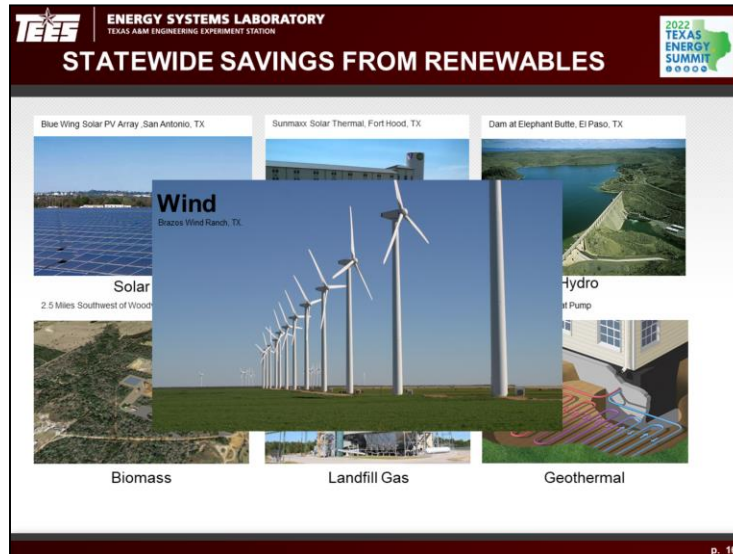 TEES
ENERGY SYSTEMS LABORATORY
TEXAS A&M ENGINEERING EXPERIMENT STATION
STATEWIDE SAVINGS FROM RENEWABLES
2022
TEXAS
ENERGY
SUMMIT
Blue Wing Solar PV Array ,San Antonio, TX
Sunmaxx Solar Thermal, Fort Hood, TX
Dam at Elephant Butte, El Paso, TX
Wind
Brazos Wind Ranch, TX.
Solar
Hydro
2.5 Miles Southwest of
Pump
Biomass
Landfill Gas
Geothermal